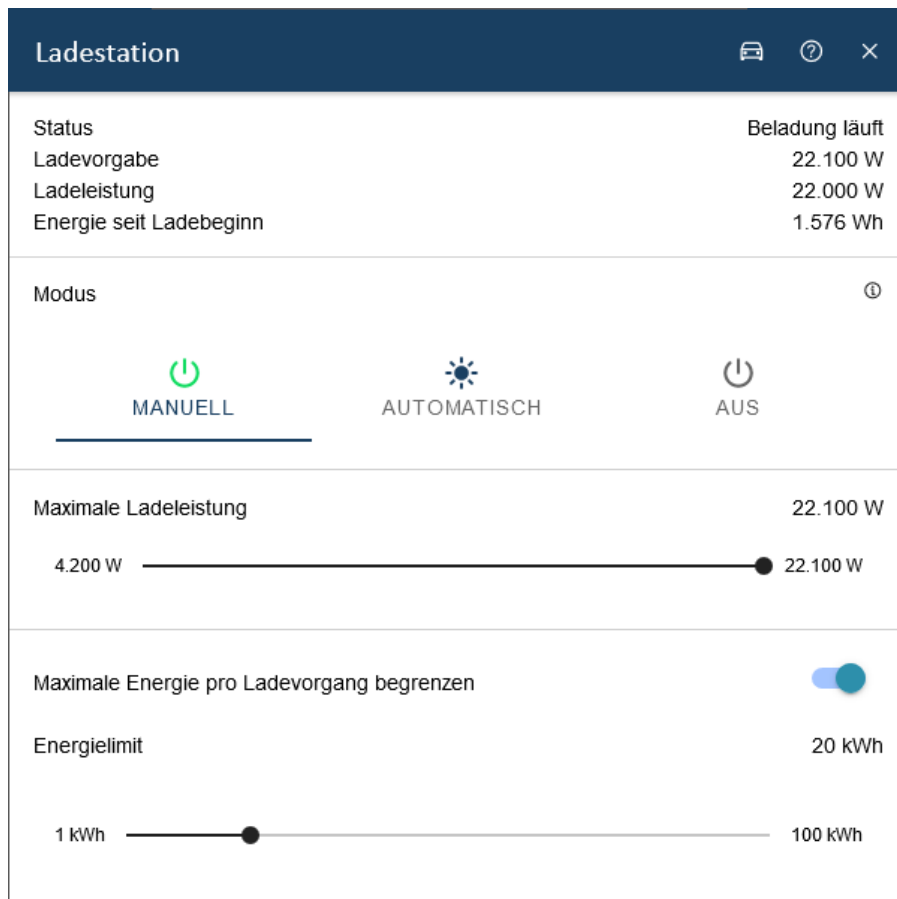 Ladestation
Status Beladung läuft
Ladevorgabe 22.100 W
Ladeleistung 22.000 W
Energie seit Ladebeginn 1.576 Wh
Modus
MANUELL AUTOMATISCH AUS
Maximale Ladeleistung 22.100 W
4.200 W 22.100 W
Maximale Energie pro Ladevorgang begrenzen
Energielimit 20 kWh
1 kWh 100 kWh